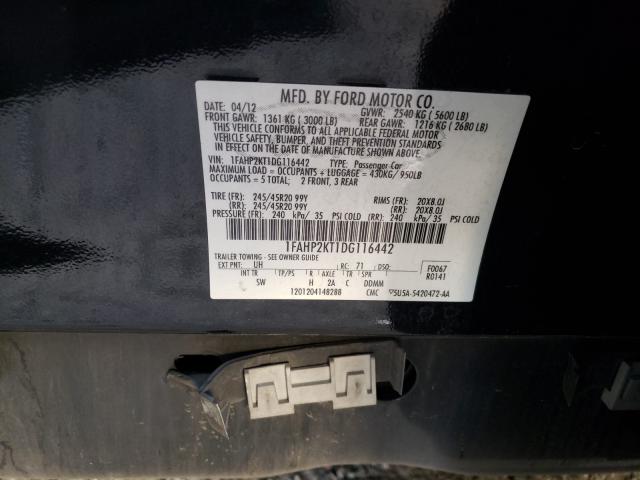 MFD. BY FORD MOTOR CO.
DATE: 04/12 GVWR: 2540 KG ( 5600 LB)
FRONT GAWR: 1361 KG ( 3000 LB) REAR GAWR: 1216 KG ( 2680 LB)
THIS VEHICLE CONFORMS TO ALL APPLICABLE FEDERAL MOTOR
VEHICLE SAFETY, BUMPER, AND THEFT PREVENTION STANDARDS
IN EFFECT ON THE DATE OF MANUFACTURE SHOWN ABOVE.
VIN: 1FAHP2KT1DG116442 TYPE: Passenger Car
MAXIMUM LOAD = OCCUPANTS + LUGGAGE = 430KG/950LB
OCCUPANTS = 5 TOTAL; 2 FRONT, 3 REAR
TIRE (FR): 245/45R20 99Y RIMS (FR): 20X8.0J
(RR): 245/45R20 99Y (RR): 20X8.0J
PRESSURE (FR): 240 kPa/ 35 PSI COLD (RR): 240 kPa/ 35 PSI COLD
1FAHP2KT1DG116442
TRAILER TOWING - SEE OWNER GUIDE
EXT PNT: UH RC: 71 DSO: F0067
R0141
INT TR TP/PS R AXLE TR SPR
SW H 2A C DDMM
1201204148288 CMC 5U5A-5420472-AA